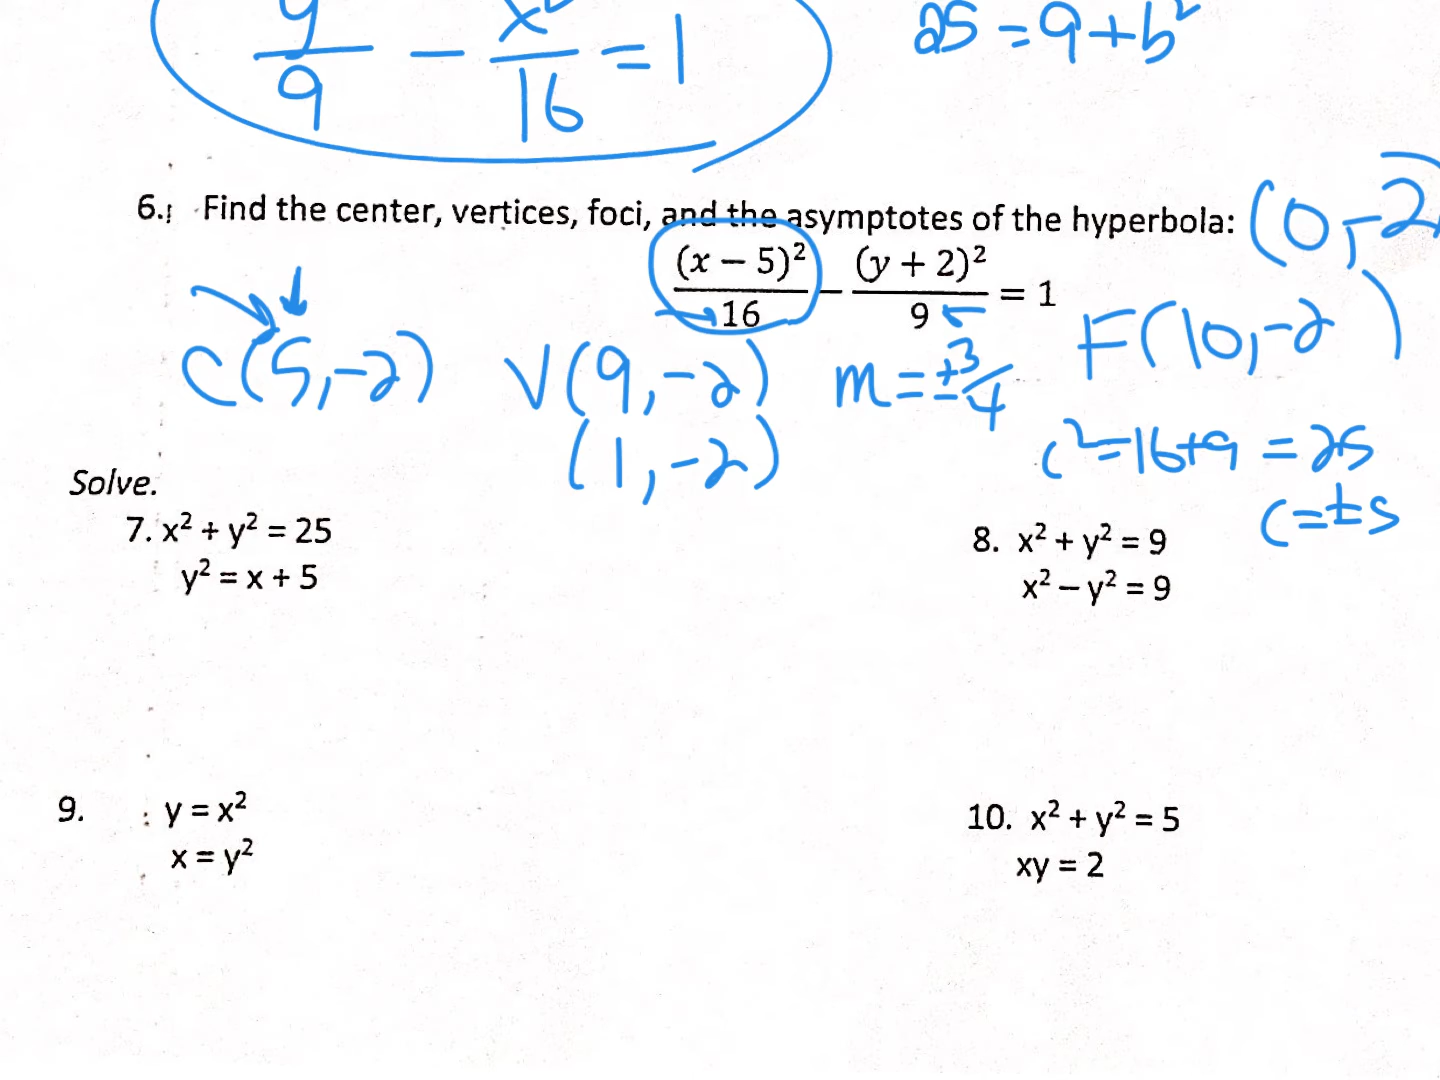 y/9 − x²/16 = 1
25 = 9 + b²
6. Find the center, vertices, foci, and the asymptotes of the hyperbola:
(0, -2
(x − 5)²/16 − (y + 2)²/9 = 1
C(5, -2) V(9, -2) m = ±3/4 F(10, -2)
(1, -2)
c² = 16 + 9 = 25
c = ±5
Solve.
7. x² + y² = 25
y² = x + 5
8. x² + y² = 9
x² − y² = 9
9. y = x²
x = y²
10. x² + y² = 5
xy = 2